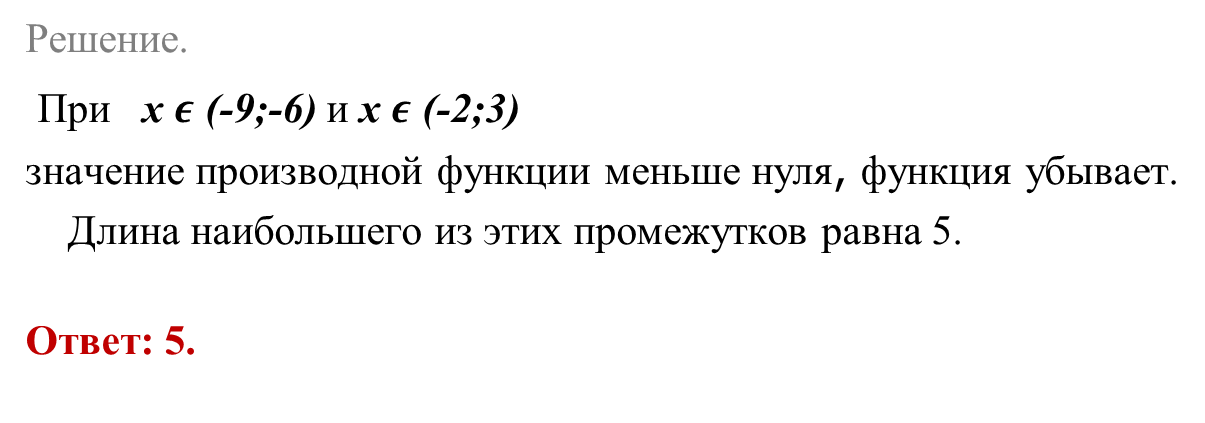 Решение.
При x ϵ (-9;-6) и x ϵ (-2;3)
значение производной функции меньше нуля, функция убывает.
Длина наибольшего из этих промежутков равна 5.
Ответ: 5.